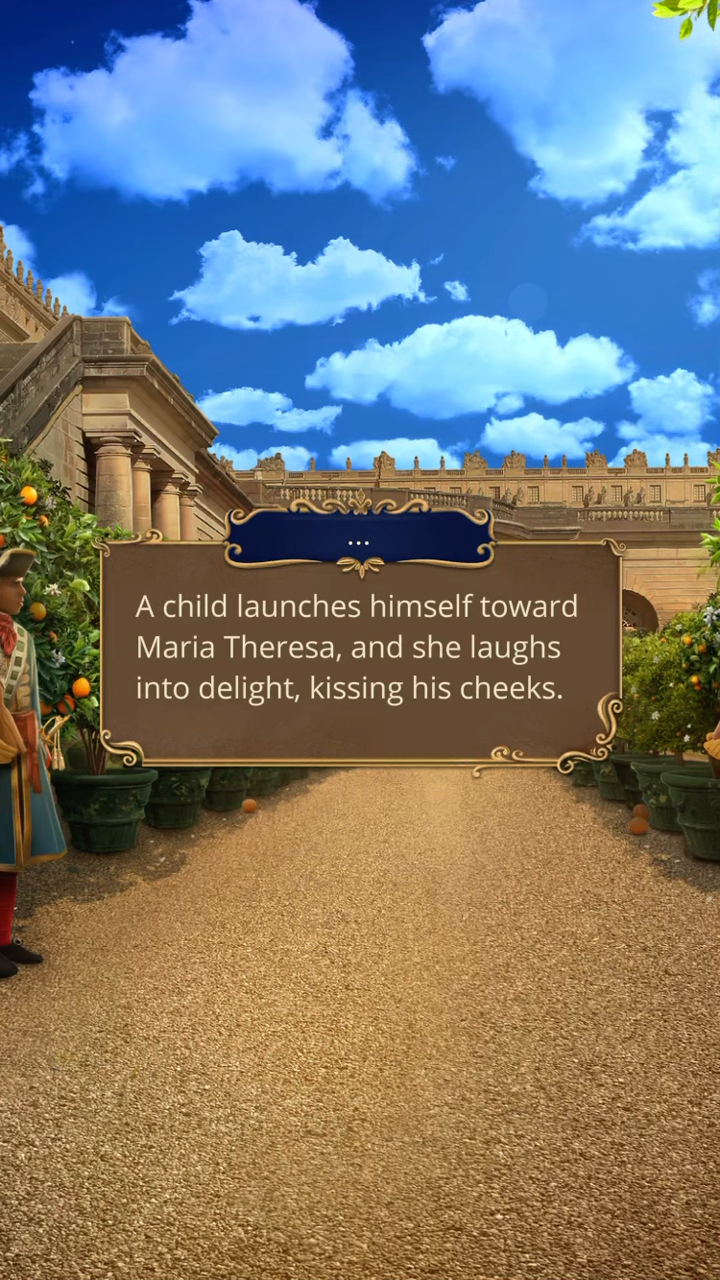 ...
A child launches himself toward
Maria Theresa, and she laughs
into delight, kissing his cheeks.